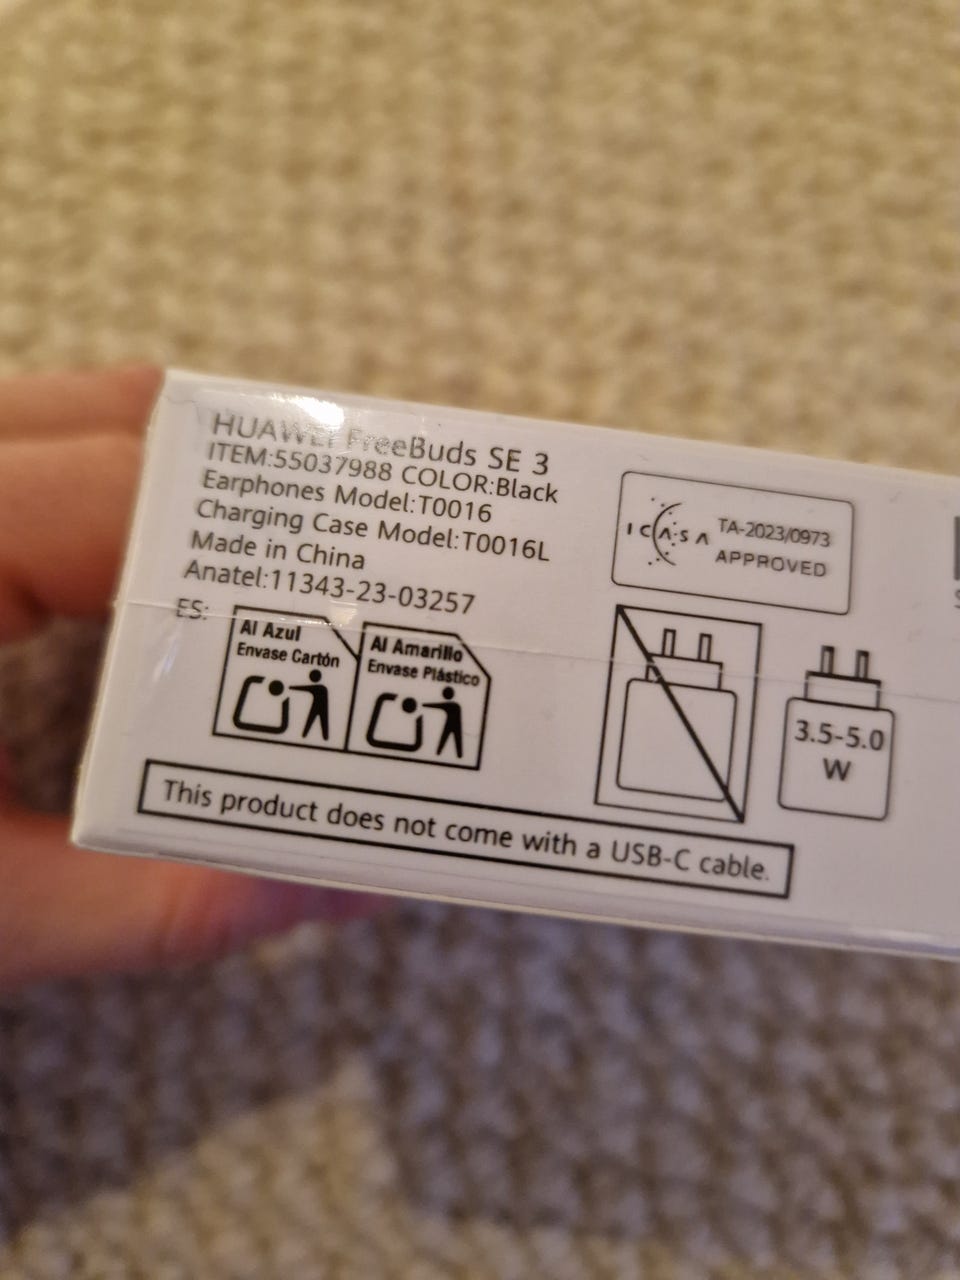 HUAWEI FreeBuds SE 3
ITEM:55037988 COLOR:Black
Earphones Model:T0016
Charging Case Model:T0016L
Made in China
Anatel:11343-23-03257
ES:
Al Azul
Envase Cartón
Al Amarillo
Envase Plástico
ICASA TA-2023/0973
APPROVED
3.5-5.0
W
This product does not come with a USB-C cable.